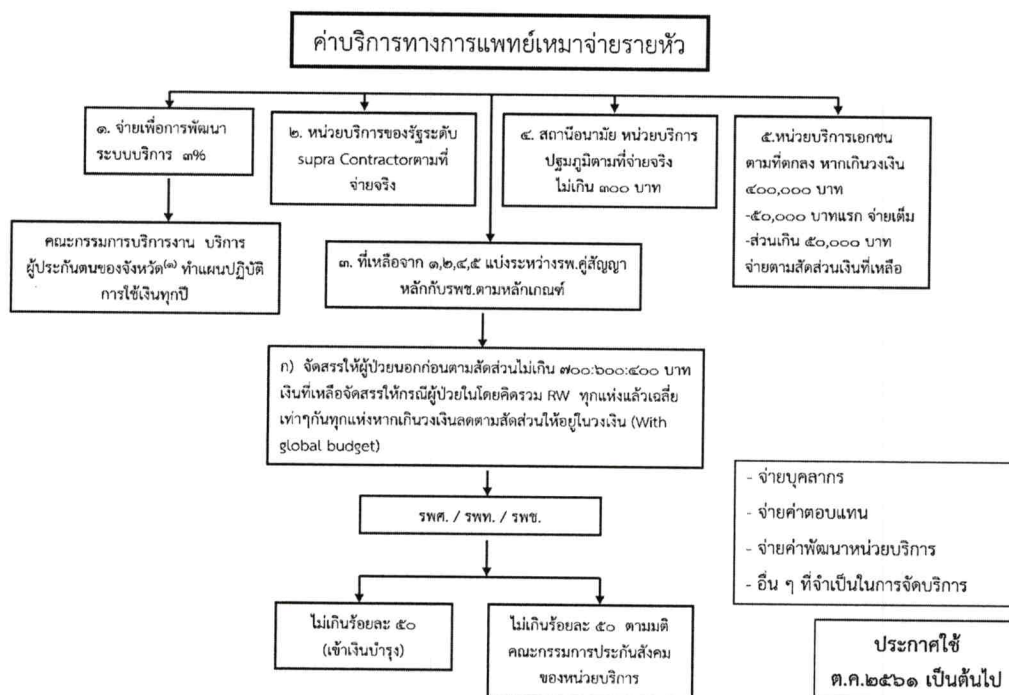 ค่าบริการทางการแพทย์เหมาจ่ายรายหัว
๑. จ่ายเพื่อการพัฒนา
ระบบบริการ ๓%
๒. หน่วยบริการของรัฐระดับ
supra Contractorตามที่
จ่ายจริง
๔. สถานีอนามัย หน่วยบริการ
ปฐมภูมิตามที่จ่ายจริง
ไม่เกิน ๓๐๐ บาท
๕.หน่วยบริการเอกชน
ตามที่ตกลง หากเกินวงเงิน
๔๐๐,๐๐๐ บาท
-๕๐,๐๐๐ บาทแรก จ่ายเต็ม
-ส่วนเกิน ๕๐,๐๐๐ บาท
จ่ายตามสัดส่วนเงินที่เหลือ
คณะกรรมการบริการงาน บริการ
ผู้ประกันตนของจังหวัด(๑) ทำแผนปฏิบัติ
การใช้เงินทุกปี
๓. ที่เหลือจาก ๑,๒,๔,๕ แบ่งระหว่างรพ.คู่สัญญา
หลักกับรพช.ตามหลักเกณฑ์
ก) จัดสรรให้ผู้ป่วยนอกก่อนตามสัดส่วนไม่เกิน ๗๐๐:๖๐๐:๔๐๐ บาท
เงินที่เหลือจัดสรรให้กรณีผู้ป่วยในโดยคิดรวม RW ทุกแห่งแล้วเฉลี่ย
เท่าๆกันทุกแห่งหากเกินวงเงินลดตามสัดส่วนให้อยู่ในวงเงิน (With
global budget)
รพศ. / รพท. / รพช.
ไม่เกินร้อยละ ๕๐
(เข้าเงินบำรุง)
ไม่เกินร้อยละ ๕๐ ตามมติ
คณะกรรมการประกันสังคม
ของหน่วยบริการ
- จ่ายบุคลากร
- จ่ายค่าตอบแทน
- จ่ายค่าพัฒนาหน่วยบริการ
- อื่น ๆ ที่จำเป็นในการจัดบริการ
ประกาศใช้
ต.ค.๒๕๖๑ เป็นต้นไป